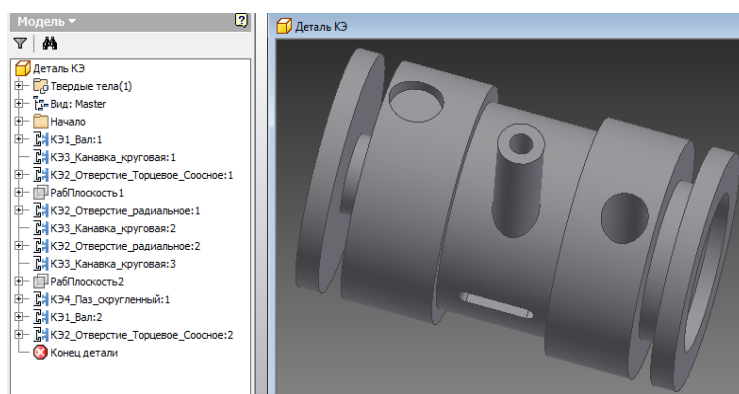 Модель
Деталь КЭ
Деталь КЭ
Твердые тела(1)
Вид: Master
Начало
КЭ1_Вал:1
КЭ3_Канавка_круговая:1
КЭ2_Отверстие_Торцевое_Соосное:1
РабПлоскость1
КЭ2_Отверстие_радиальное:1
КЭ3_Канавка_круговая:2
КЭ2_Отверстие_радиальное:2
КЭ3_Канавка_круговая:3
РабПлоскость2
КЭ4_Паз_скругленный:1
КЭ1_Вал:2
КЭ2_Отверстие_Торцевое_Соосное:2
Конец детали